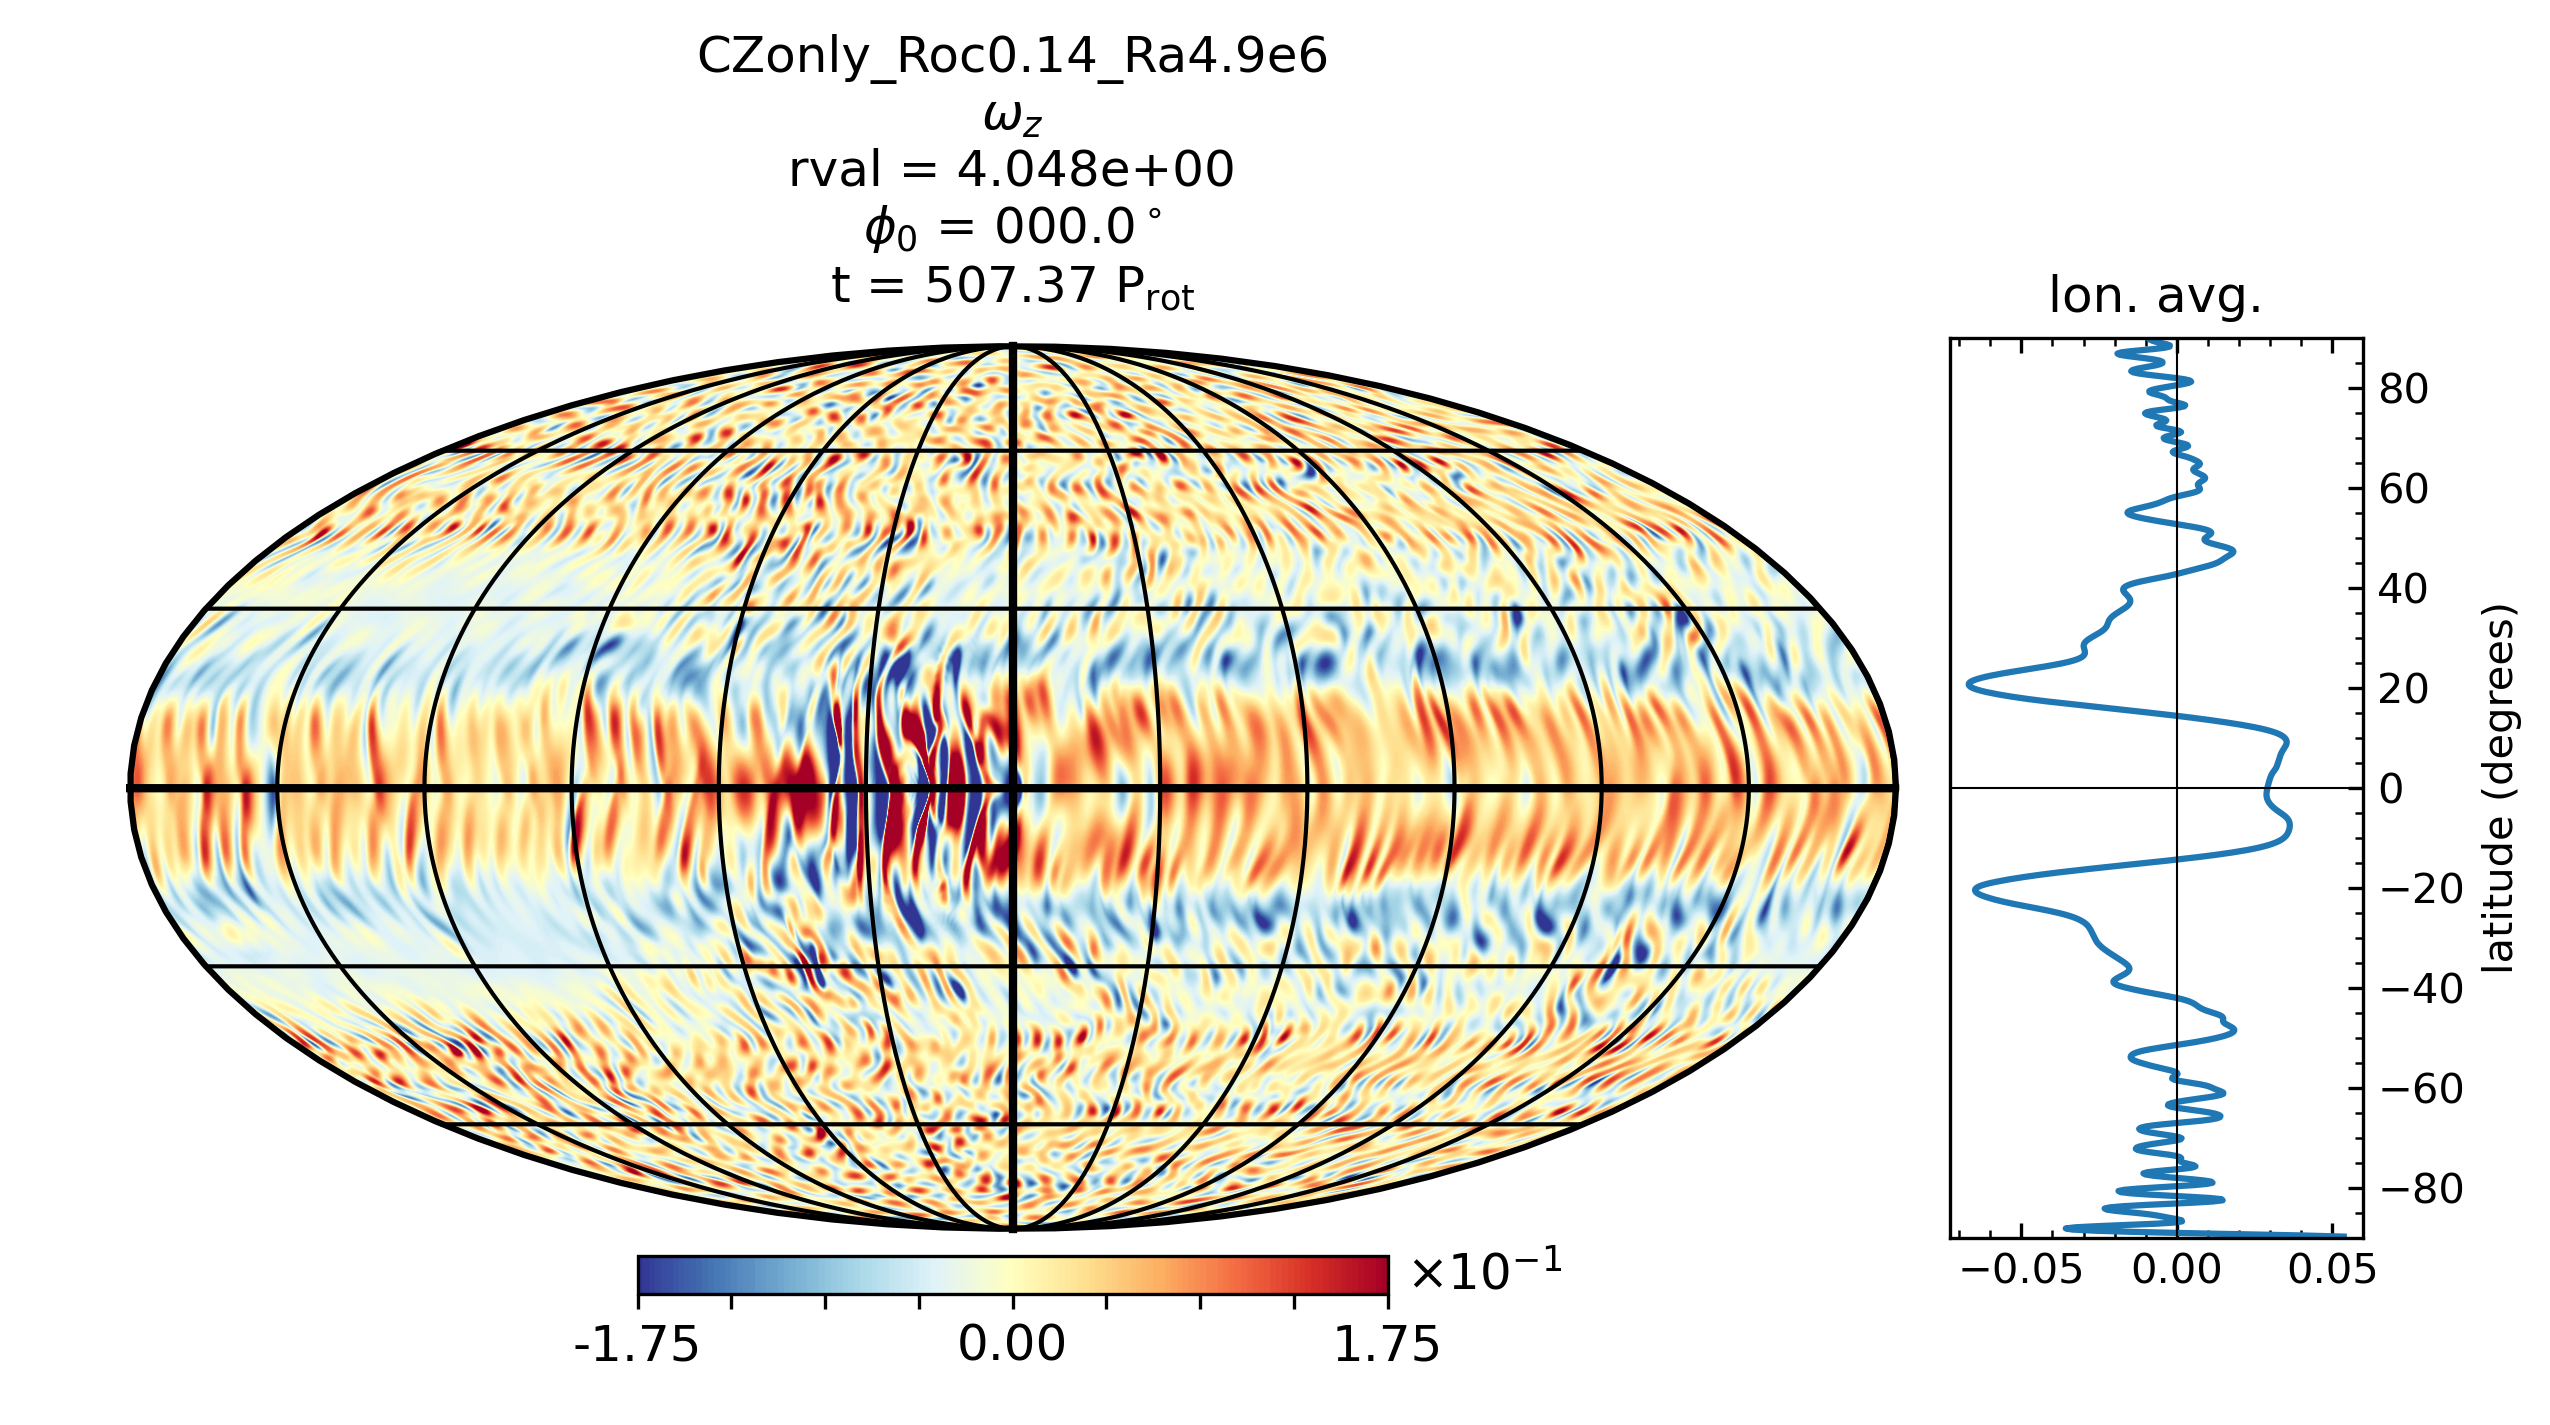 CZonly_Roc0.14_Ra4.9e6
ω_z
rval = 4.048e+00
ϕ₀ = 000.0°
t = 507.37 P_rot
lon. avg.
80
60
40
20
0
−20
−40
−60
−80
latitude (degrees)
−0.05 0.00 0.05
×10⁻¹
-1.75 0.00 1.75